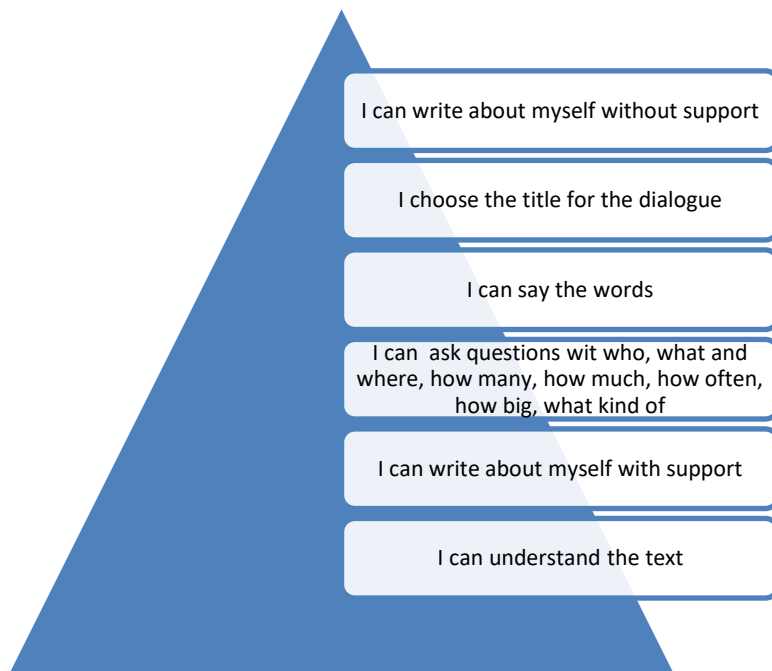 I can write about myself without support
I choose the title for the dialogue
I can say the words
I can  ask questions wit who, what and
where, how many, how much, how often,
how big, what kind of
I can write about myself with support
I can understand the text